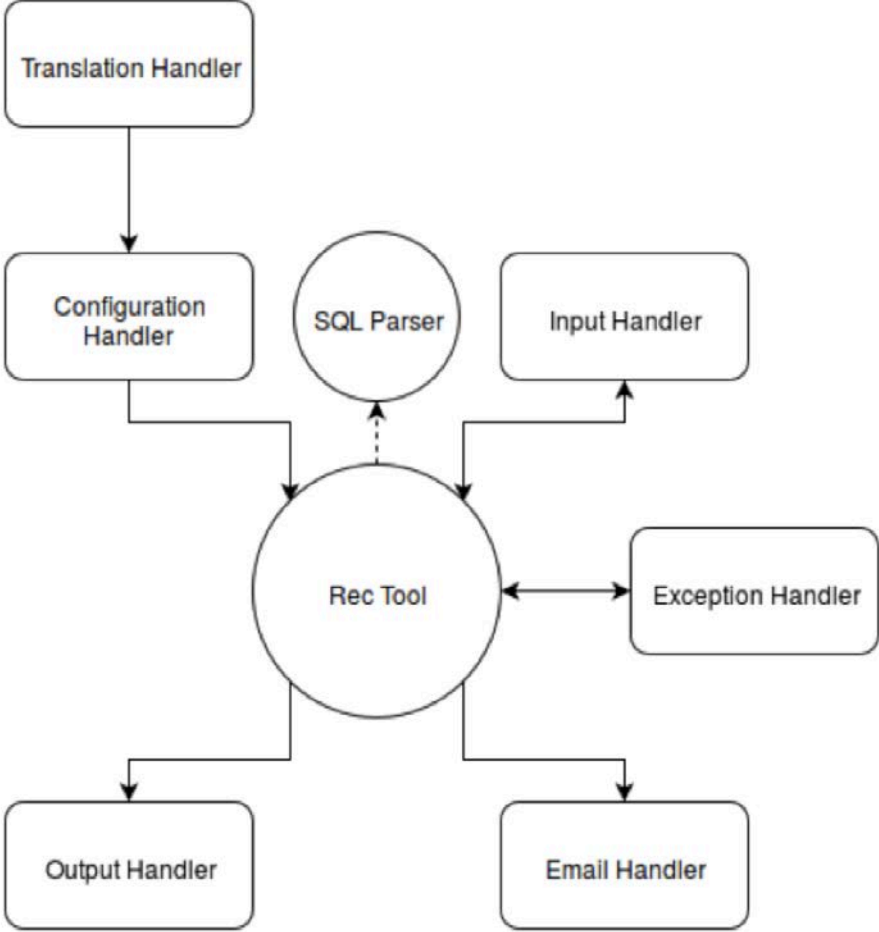 Translation Handler
Configuration
Handler
SQL Parser
Input Handler
Rec Tool
Exception Handler
Output Handler
Email Handler